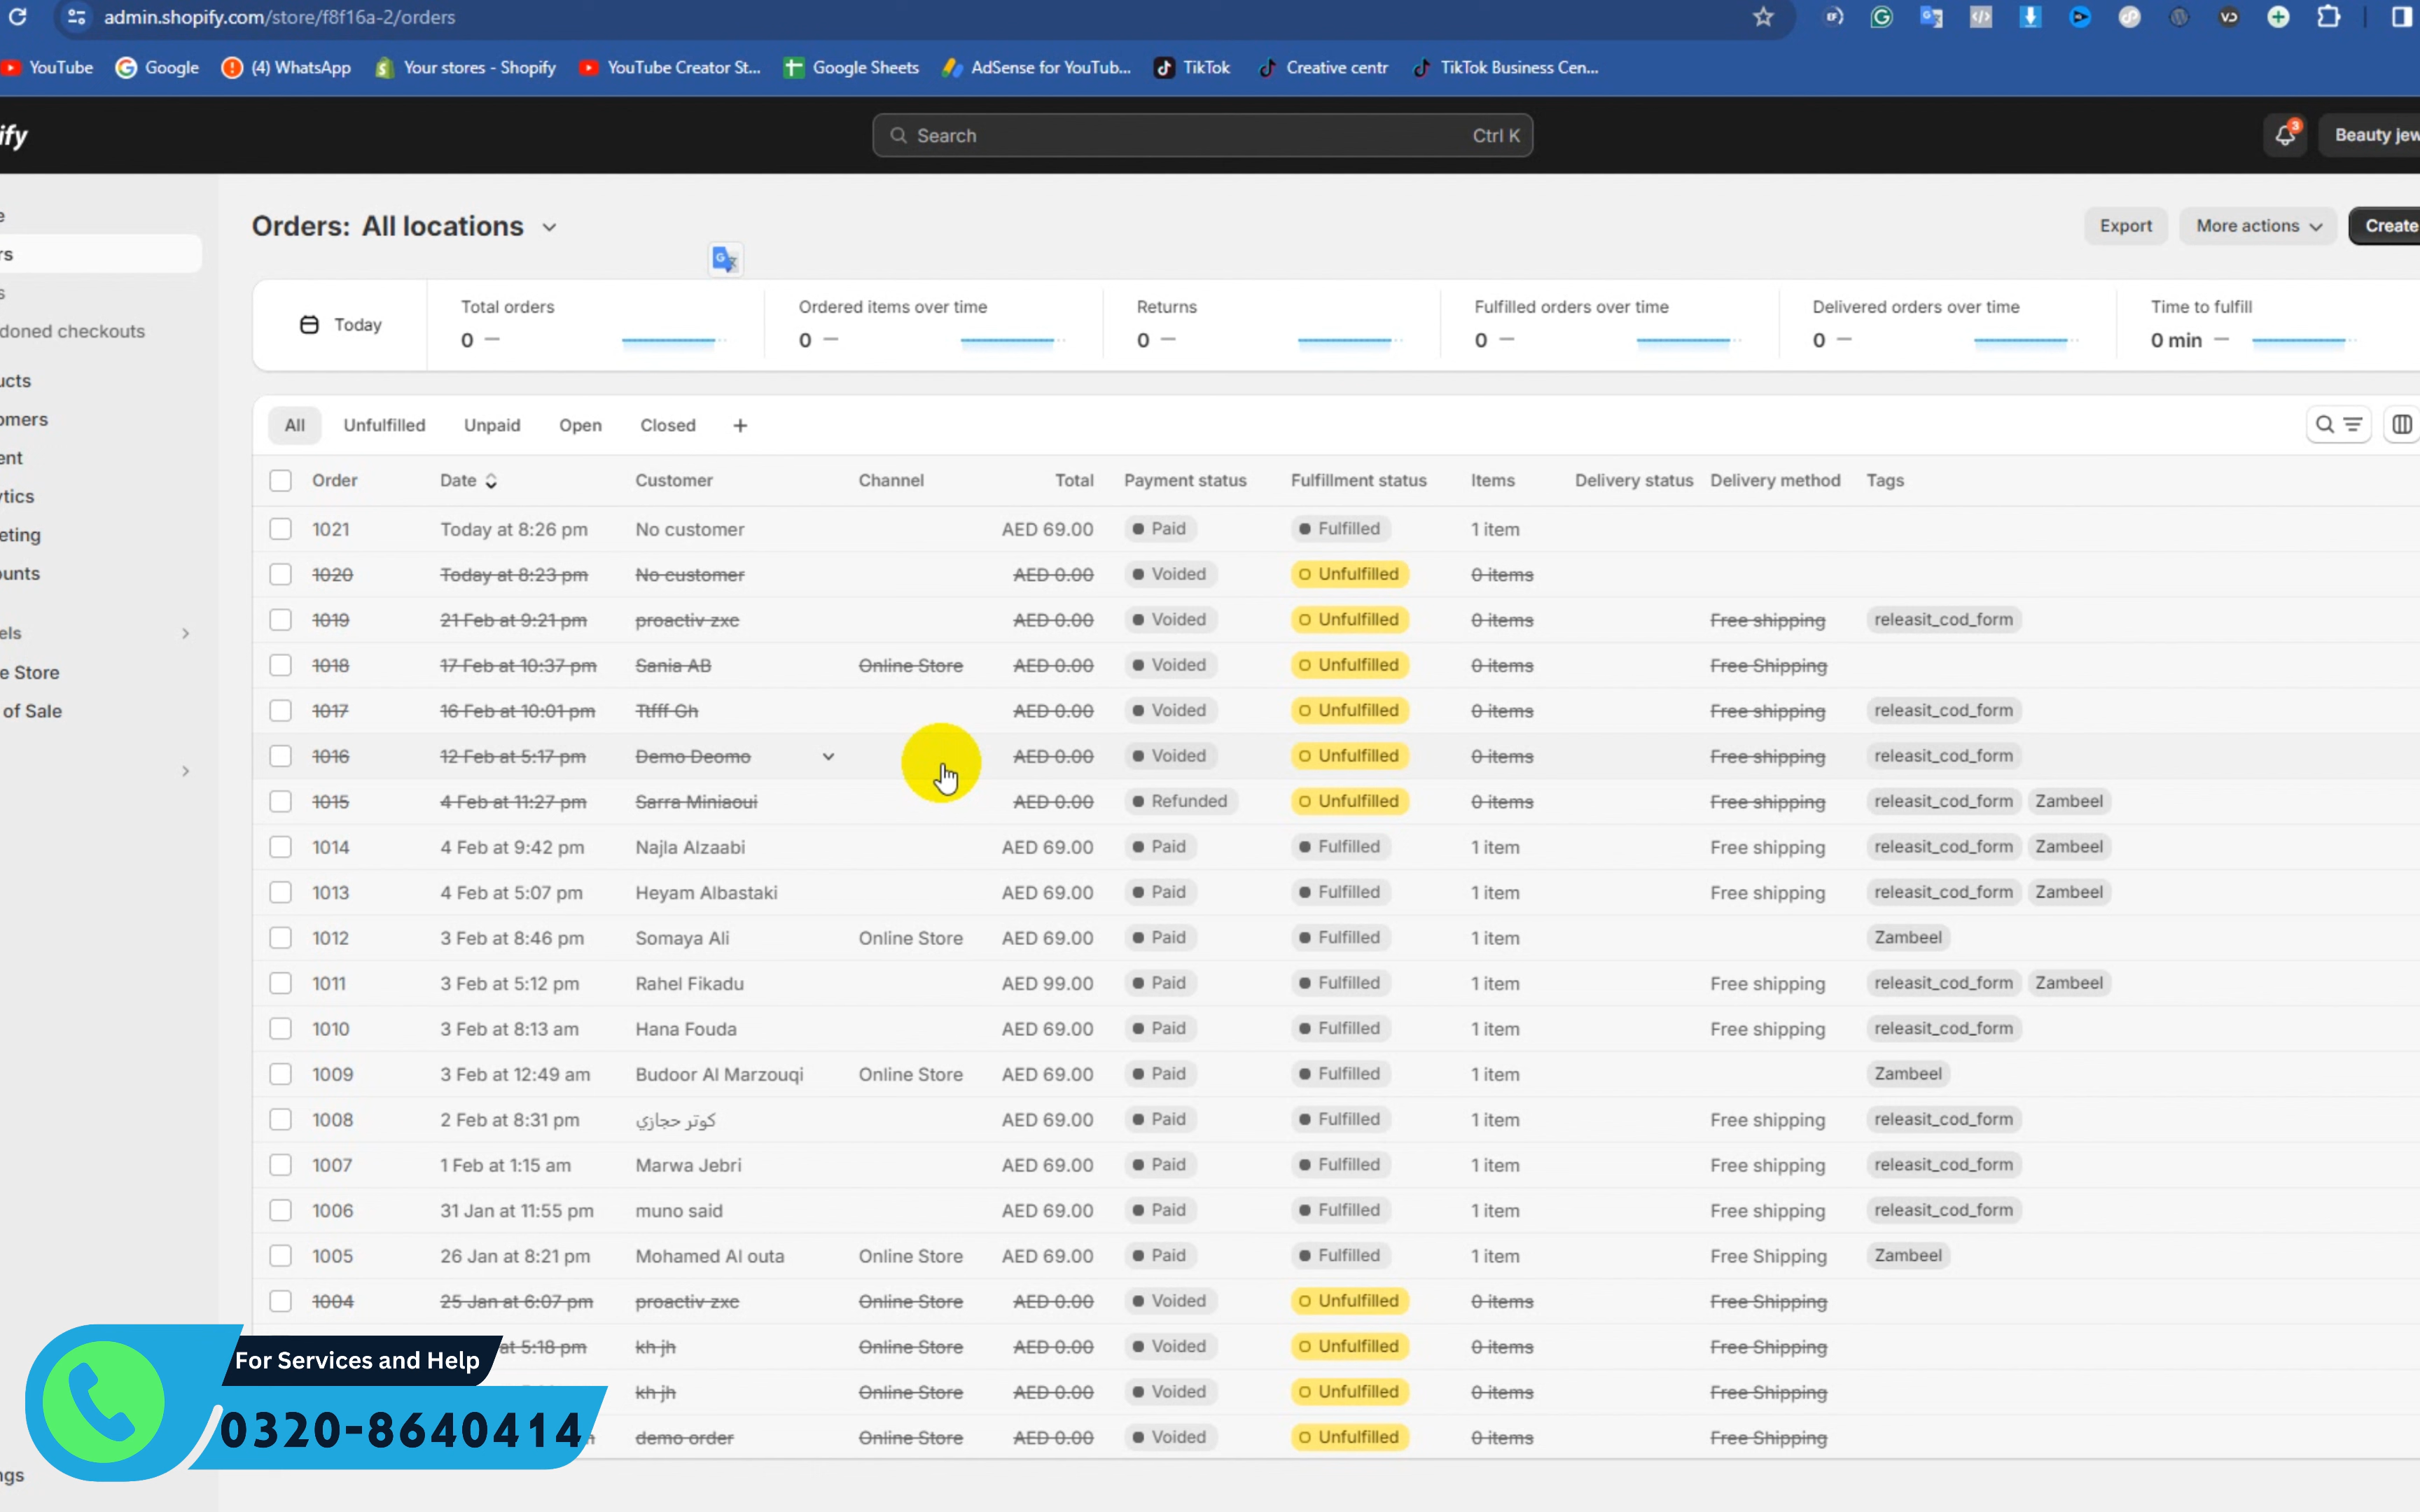 admin.shopify.com/store/f8f16a-2/orders
YouTube Google (4) WhatsApp Your stores - Shopify YouTube Creator St... Google Sheets AdSense for YouTub... TikTok Creative centr TikTok Business Cen...
ify Search Ctrl K 3 Beauty jew
e
rs
s
doned checkouts
ucts
omers
ent
ytics
eting
ounts
els
e Store
of Sale
ngs
Orders: All locations Export More actions Create
Today
Total orders
0 —
Ordered items over time
0 —
Returns
0 —
Fulfilled orders over time
0 —
Delivered orders over time
0 —
Time to fulfill
0 min —
All Unfulfilled Unpaid Open Closed +
Order Date Customer Channel Total Payment status Fulfillment status Items Delivery status Delivery method Tags
1021 Today at 8:26 pm No customer AED 69.00 Paid Fulfilled 1 item
1020 Today at 8:23 pm No customer AED 0.00 Voided Unfulfilled 0 items
1019 21 Feb at 9:21 pm proactiv zxc AED 0.00 Voided Unfulfilled 0 items Free shipping releasit_cod_form
1018 17 Feb at 10:37 pm Sania AB Online Store AED 0.00 Voided Unfulfilled 0 items Free Shipping
1017 16 Feb at 10:01 pm Ttfff Gh AED 0.00 Voided Unfulfilled 0 items Free shipping releasit_cod_form
1016 12 Feb at 5:17 pm Demo Deomo AED 0.00 Voided Unfulfilled 0 items Free shipping releasit_cod_form
1015 4 Feb at 11:27 pm Sarra Miniaoui AED 0.00 Refunded Unfulfilled 0 items Free shipping releasit_cod_form Zambeel
1014 4 Feb at 9:42 pm Najla Alzaabi AED 69.00 Paid Fulfilled 1 item Free shipping releasit_cod_form Zambeel
1013 4 Feb at 5:07 pm Heyam Albastaki AED 69.00 Paid Fulfilled 1 item Free shipping releasit_cod_form Zambeel
1012 3 Feb at 8:46 pm Somaya Ali Online Store AED 69.00 Paid Fulfilled 1 item Zambeel
1011 3 Feb at 5:12 pm Rahel Fikadu AED 99.00 Paid Fulfilled 1 item Free shipping releasit_cod_form Zambeel
1010 3 Feb at 8:13 am Hana Fouda AED 69.00 Paid Fulfilled 1 item Free shipping releasit_cod_form
1009 3 Feb at 12:49 am Budoor Al Marzouqi Online Store AED 69.00 Paid Fulfilled 1 item Zambeel
1008 2 Feb at 8:31 pm كوتر حجازي AED 69.00 Paid Fulfilled 1 item Free shipping releasit_cod_form
1007 1 Feb at 1:15 am Marwa Jebri AED 69.00 Paid Fulfilled 1 item Free shipping releasit_cod_form
1006 31 Jan at 11:55 pm muno said AED 69.00 Paid Fulfilled 1 item Free shipping releasit_cod_form
1005 26 Jan at 8:21 pm Mohamed Al outa Online Store AED 69.00 Paid Fulfilled 1 item Free Shipping Zambeel
1004 25 Jan at 6:07 pm proactiv zxc Online Store AED 0.00 Voided Unfulfilled 0 items Free Shipping
at 5:18 pm kh jh Online Store AED 0.00 Voided Unfulfilled 0 items Free Shipping
kh jh Online Store AED 0.00 Voided Unfulfilled 0 items Free Shipping
demo order Online Store AED 0.00 Voided Unfulfilled 0 items Free Shipping
For Services and Help
0320-8640414